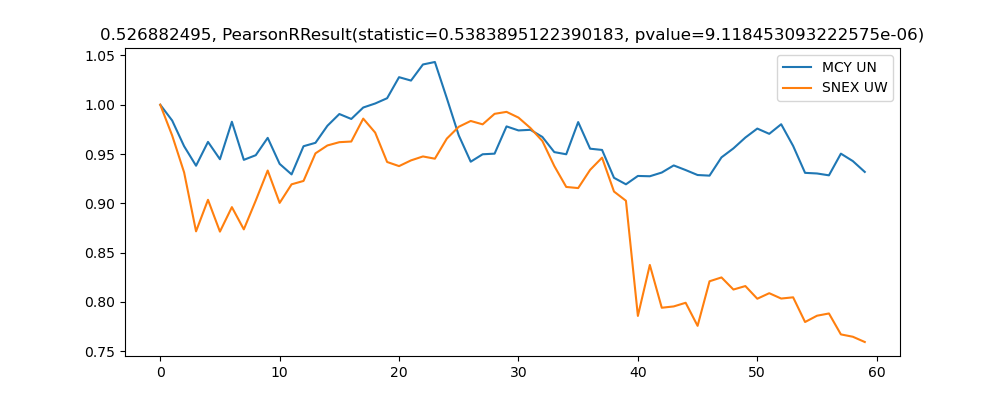 0.526882495, PearsonRResult(statistic=0.5383895122390183, pvalue=9.118453093222575e-06)
MCY UN
SNEX UW
1.05
1.00
0.95
0.90
0.85
0.80
0.75
0 10 20 30 40 50 60